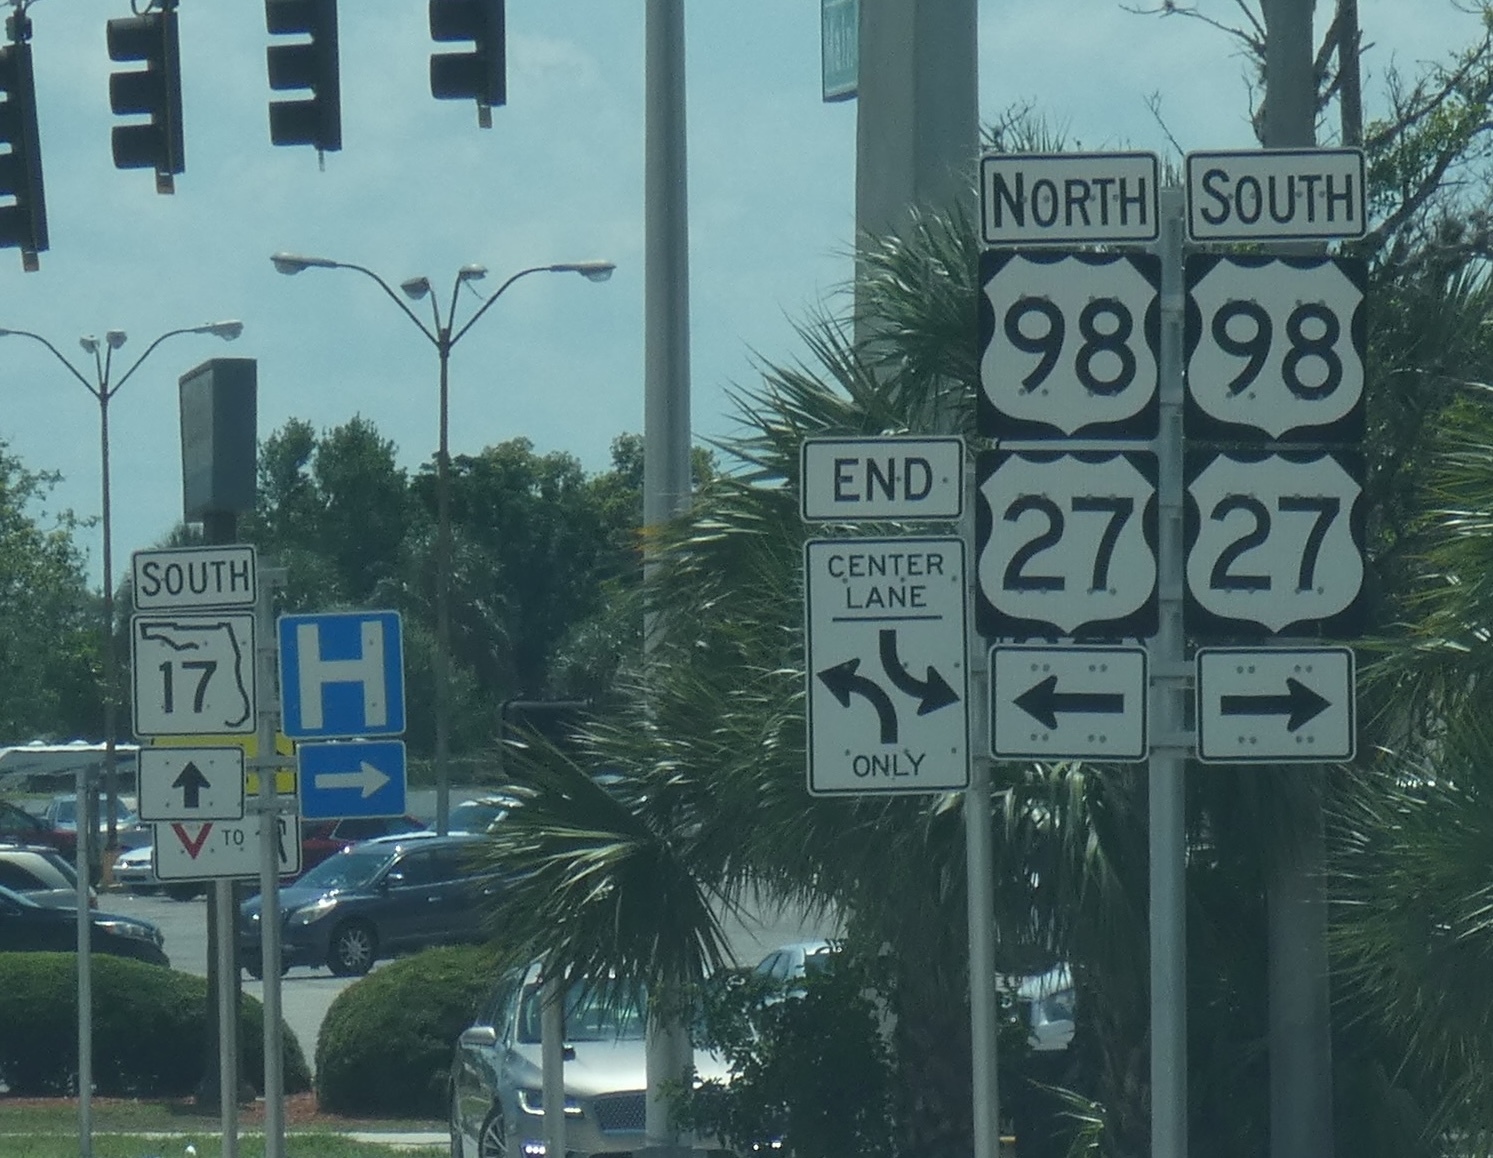 NORTH
98
27
SOUTH
98
27
END
CENTER
LANE
ONLY
SOUTH
17
H
TO